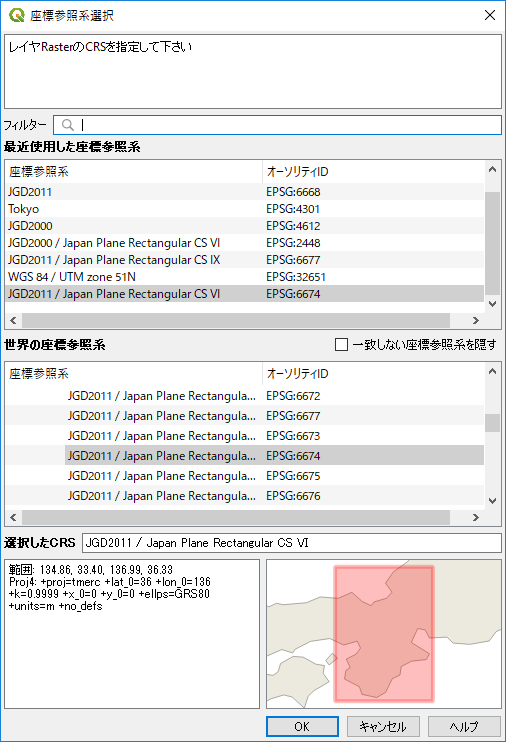 座標参照系選択
レイヤRasterのCRSを指定して下さい
フィルター
最近使用した座標参照系
座標参照系 オーソリティID
JGD2011 EPSG:6668
Tokyo EPSG:4301
JGD2000 EPSG:4612
JGD2000 / Japan Plane Rectangular CS VI EPSG:2448
JGD2011 / Japan Plane Rectangular CS IX EPSG:6677
WGS 84 / UTM zone 51N EPSG:32651
JGD2011 / Japan Plane Rectangular CS VI EPSG:6674
世界の座標参照系 一致しない座標参照系を隠す
座標参照系 オーソリティID
JGD2011 / Japan Plane Rectangula... EPSG:6672
JGD2011 / Japan Plane Rectangula... EPSG:6677
JGD2011 / Japan Plane Rectangula... EPSG:6673
JGD2011 / Japan Plane Rectangula... EPSG:6674
JGD2011 / Japan Plane Rectangula... EPSG:6675
JGD2011 / Japan Plane Rectangula... EPSG:6676
選択したCRS JGD2011 / Japan Plane Rectangular CS VI
範囲: 134.86, 33.40, 136.99, 36.33
Proj4: +proj=tmerc +lat_0=36 +lon_0=136
+k=0.9999 +x_0=0 +y_0=0 +ellps=GRS80
+units=m +no_defs
OK キャンセル ヘルプ